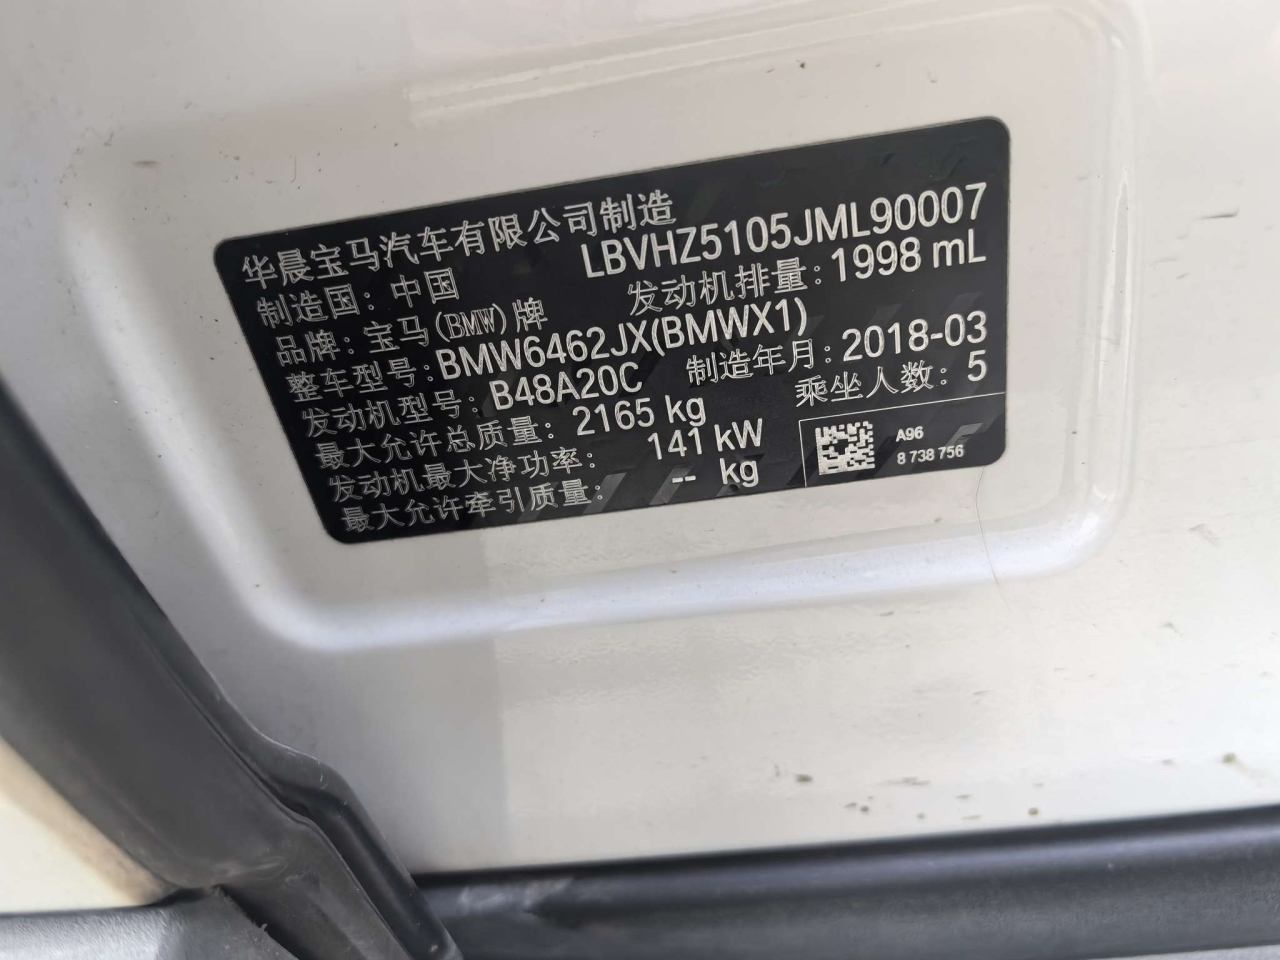 华晨宝马汽车有限公司制造
制造国：中国 LBVHZ5105JML90007
品牌：宝马(BMW)牌 发动机排量：1998 mL
整车型号：BMW6462JX(BMWX1)
发动机型号：B48A20C 制造年月：2018-03
最大允许总质量：2165 kg 乘坐人数：5
发动机最大净功率：141 kW
最大允许牵引质量：-- kg
A96
8 738 756